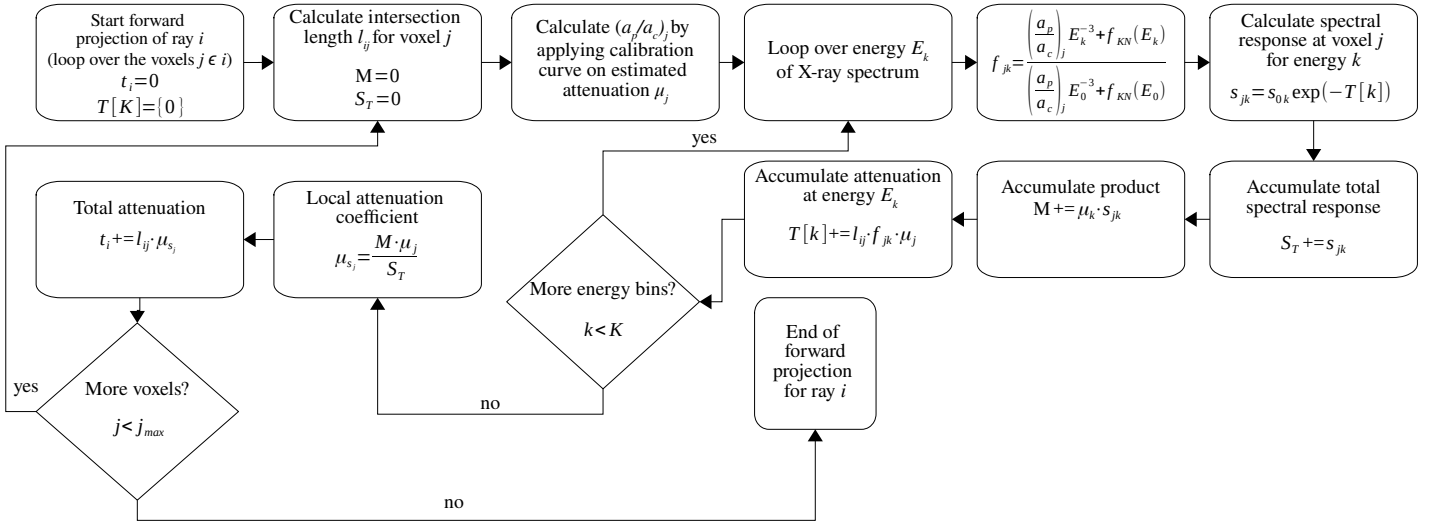 Start forward
projection of ray i
(loop over the voxels j ϵ i)
t_i=0
T[K]={0}
Calculate intersection
length l_ij for voxel j
M=0
S_T=0
Calculate (a_p/a_c)_j by
applying calibration
curve on estimated
attenuation μ_j
Loop over energy E_k
of X-ray spectrum
f_jk = ((a_p/a_c)_j E_k^-3 + f_KN(E_k)) / ((a_p/a_c)_j E_0^-3 + f_KN(E_0))
Calculate spectral
response at voxel j
for energy k
s_jk=s_0k exp(−T[k])
yes
Total attenuation
t_i+=l_ij·μ_s_j
Local attenuation
coefficient
μ_s_j = M·μ_j / S_T
More energy bins?
k<K
Accumulate attenuation
at energy E_k
T[k]+=l_ij·f_jk·μ_j
Accumulate product
M+=μ_k·s_jk
Accumulate total
spectral response
S_T+=s_jk
End of
forward
projection
for ray i
yes
More voxels?
j<j_max
no
no